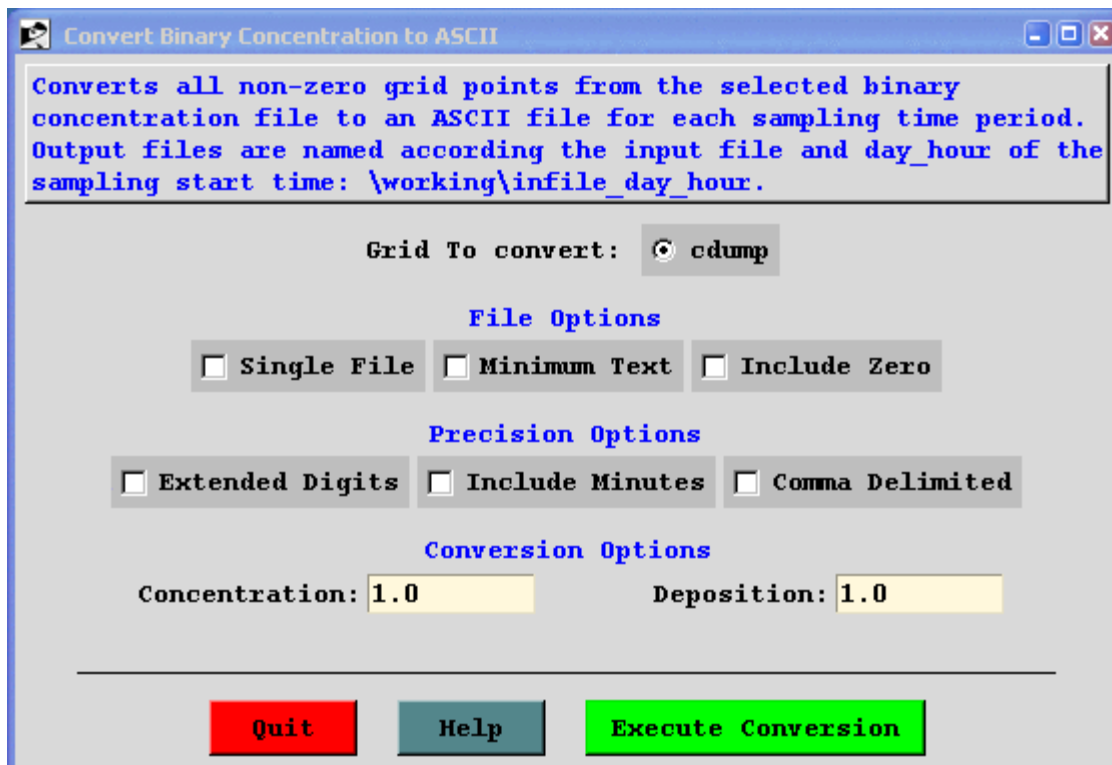 Convert Binary Concentration to ASCII
Converts all non-zero grid points from the selected binary
concentration file to an ASCII file for each sampling time period.
Output files are named according the input file and day_hour of the
sampling start time: \working\infile_day_hour.
Grid To convert: cdump
File Options
Single File Minimum Text Include Zero
Precision Options
Extended Digits Include Minutes Comma Delimited
Conversion Options
Concentration: 1.0 Deposition: 1.0
Quit Help Execute Conversion